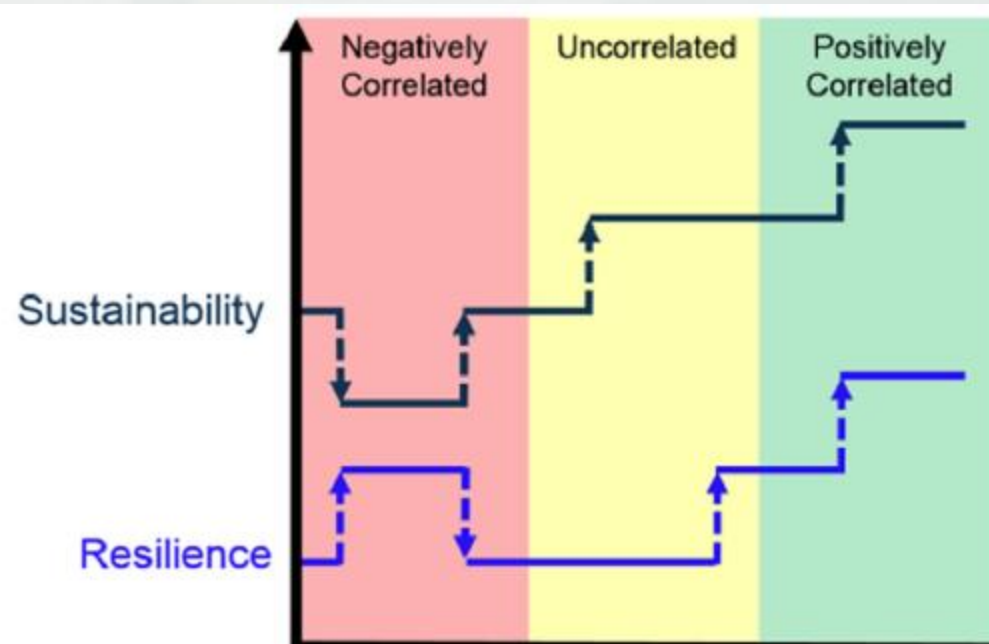 Negatively
Correlated
Uncorrelated
Positively
Correlated
Sustainability
Resilience